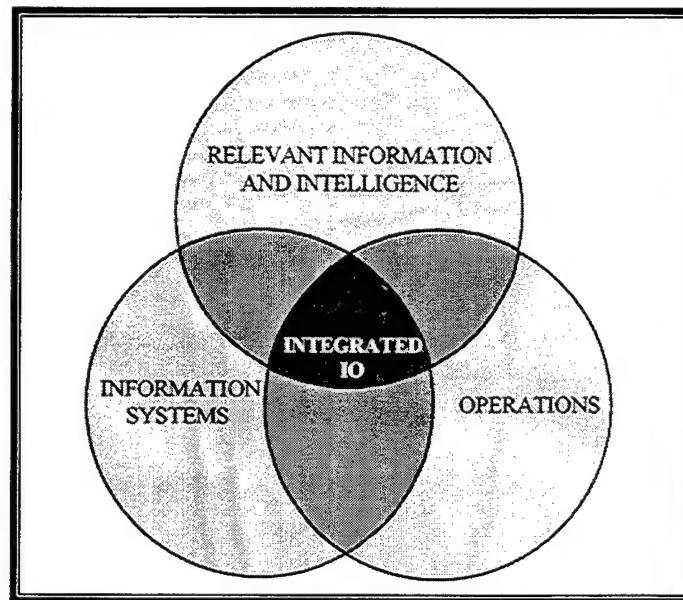 RELEVANT INFORMATION
AND INTELLIGENCE
INTEGRATED
IO
INFORMATION
SYSTEMS
OPERATIONS